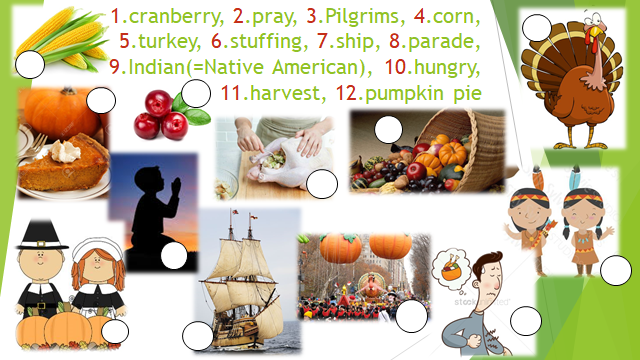 1.cranberry, 2.pray, 3.Pilgrims, 4.corn,
5.turkey, 6.stuffing, 7.ship, 8.parade,
9.Indian(=Native American), 10.hungry,
11.harvest, 12.pumpkin pie